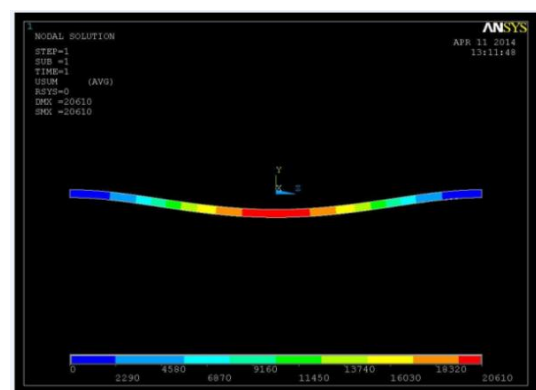 1
NODAL SOLUTION
STEP=1
SUB =1
TIME=1
USUM (AVG)
RSYS=0
DMX =20610
SMX =20610
ANSYS
APR 11 2014
13:11:48
Y
X
0 4580 9160 13740 18320
2290 6870 11450 16030 20610